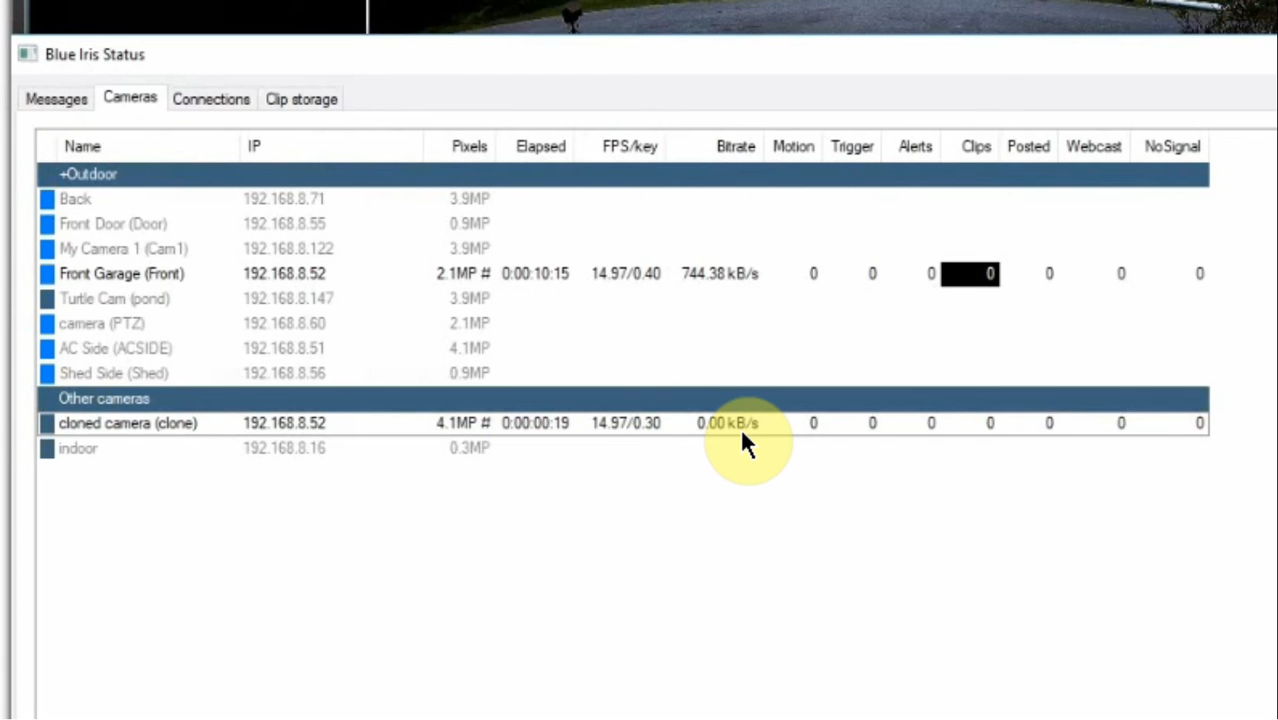 Blue Iris Status
Messages Cameras Connections Clip storage
Name IP Pixels Elapsed FPS/key Bitrate Motion Trigger Alerts Clips Posted Webcast NoSignal
+Outdoor
Back 192.168.8.71 3.9MP
Front Door (Door) 192.168.8.55 0.9MP
My Camera 1 (Cam1) 192.168.8.122 3.9MP
Front Garage (Front) 192.168.8.52 2.1MP # 0:00:10:15 14.97/0.40 744.38 kB/s 0 0 0 0 0 0 0
Turtle Cam (pond) 192.168.8.147 3.9MP
camera (PTZ) 192.168.8.60 2.1MP
AC Side (ACSIDE) 192.168.8.51 4.1MP
Shed Side (Shed) 192.168.8.56 0.9MP
Other cameras
cloned camera (clone) 192.168.8.52 4.1MP # 0:00:00:19 14.97/0.30 0.00 kB/s 0 0 0 0 0 0 0
indoor 192.168.8.16 0.3MP